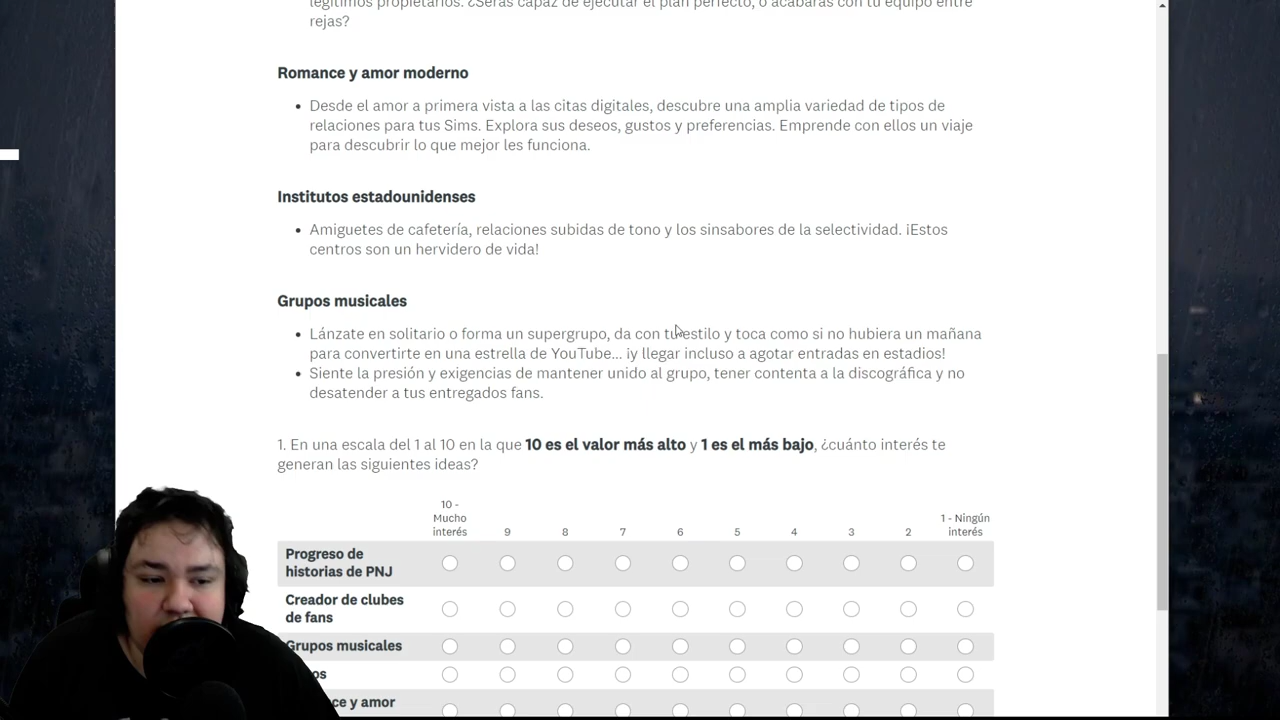 legítimos propietarios. ¿Serás capaz de ejecutar el plan perfecto, o acabarás con tu equipo entre
rejas?
Romance y amor moderno
• Desde el amor a primera vista a las citas digitales, descubre una amplia variedad de tipos de
relaciones para tus Sims. Explora sus deseos, gustos y preferencias. Emprende con ellos un viaje
para descubrir lo que mejor les funciona.
Institutos estadounidenses
• Amiguetes de cafetería, relaciones subidas de tono y los sinsabores de la selectividad. ¡Estos
centros son un hervidero de vida!
Grupos musicales
• Lánzate en solitario o forma un supergrupo, da con tu estilo y toca como si no hubiera un mañana
para convertirte en una estrella de YouTube... ¡y llegar incluso a agotar entradas en estadios!
• Siente la presión y exigencias de mantener unido al grupo, tener contenta a la discográfica y no
desatender a tus entregados fans.
1. En una escala del 1 al 10 en la que 10 es el valor más alto y 1 es el más bajo, ¿cuánto interés te
generan las siguientes ideas?
10 -
Mucho
interés 9 8 7 6 5 4 3 2 1 - Ningún
interés
Progreso de
historias de PNJ
Creador de clubes
de fans
Grupos musicales
y amor